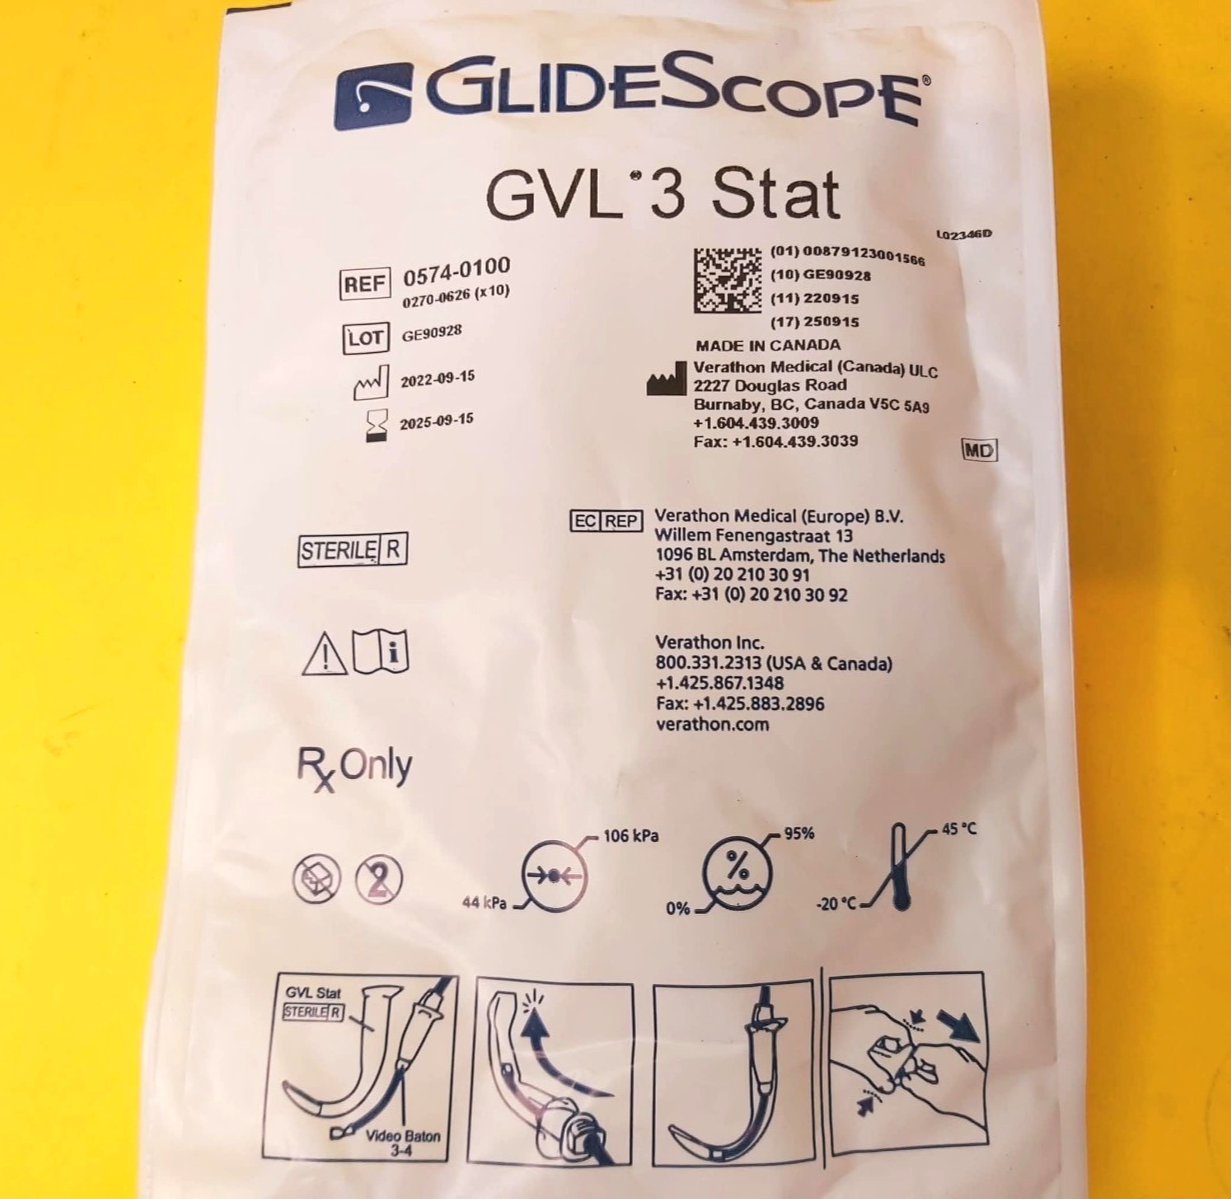 GLIDESCOPE®
GVL® 3 Stat
L02346D
REF 0574-0100
0270-0626 (x10)
LOT GE90928
2022-09-15
2025-09-15
(01) 00879123001566
(10) GE90928
(11) 220915
(17) 250915
MADE IN CANADA
Verathon Medical (Canada) ULC
2227 Douglas Road
Burnaby, BC, Canada V5C 5A9
+1.604.439.3009
Fax: +1.604.439.3039
MD
EC REP Verathon Medical (Europe) B.V.
Willem Fenengastraat 13
1096 BL Amsterdam, The Netherlands
+31 (0) 20 210 30 91
Fax: +31 (0) 20 210 30 92
STERILE R
Verathon Inc.
800.331.2313 (USA & Canada)
+1.425.867.1348
Fax: +1.425.883.2896
verathon.com
Rx Only
2
106 kPa
44 kPa
%
95%
0%
45 °C
-20 °C
GVL Stat
STERILE R
Video Baton
3-4